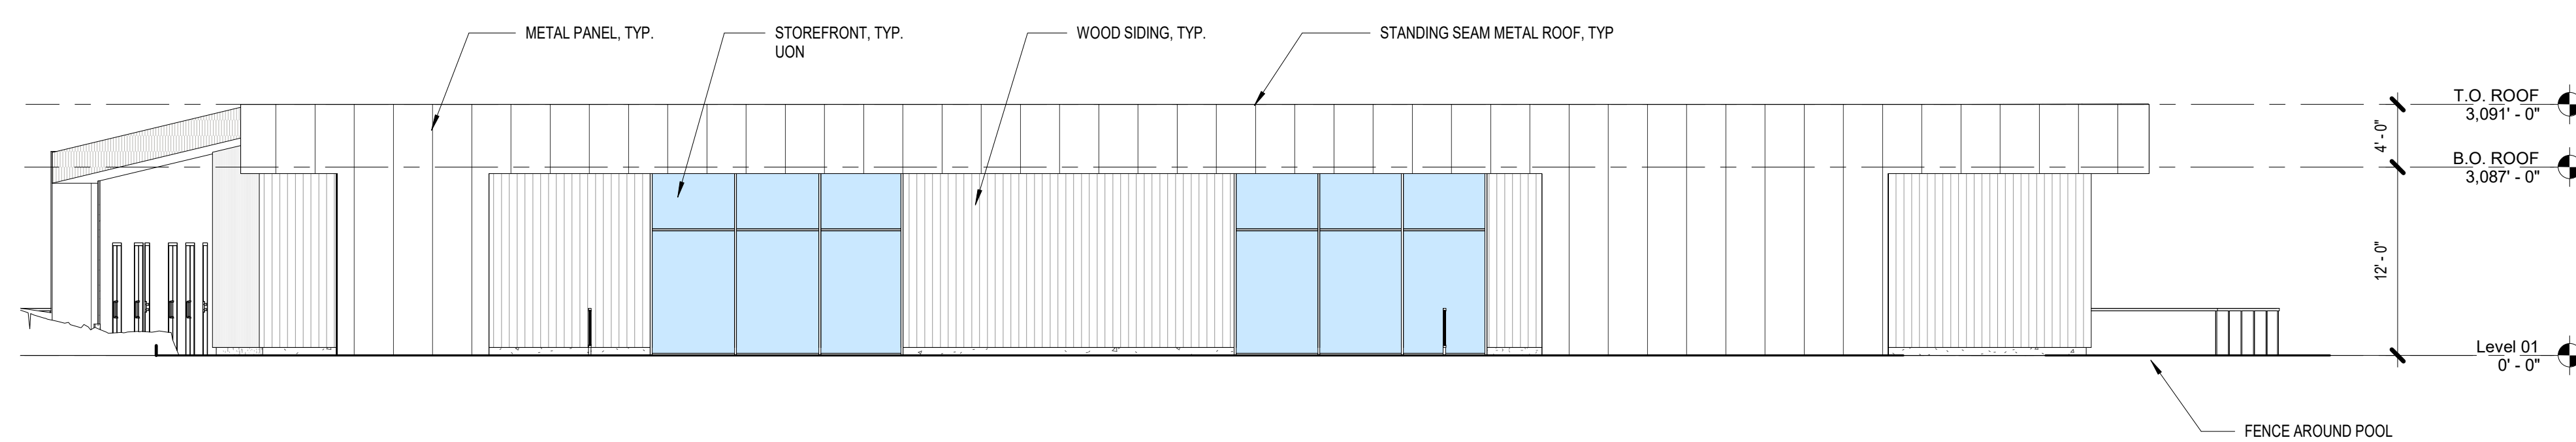 METAL PANEL, TYP.
STOREFRONT, TYP.
UON
WOOD SIDING, TYP.
STANDING SEAM METAL ROOF, TYP
T.O. ROOF
3,091' - 0"
4' - 0"
B.O. ROOF
3,087' - 0"
12' - 0"
Level 01
0' - 0"
FENCE AROUND POOL